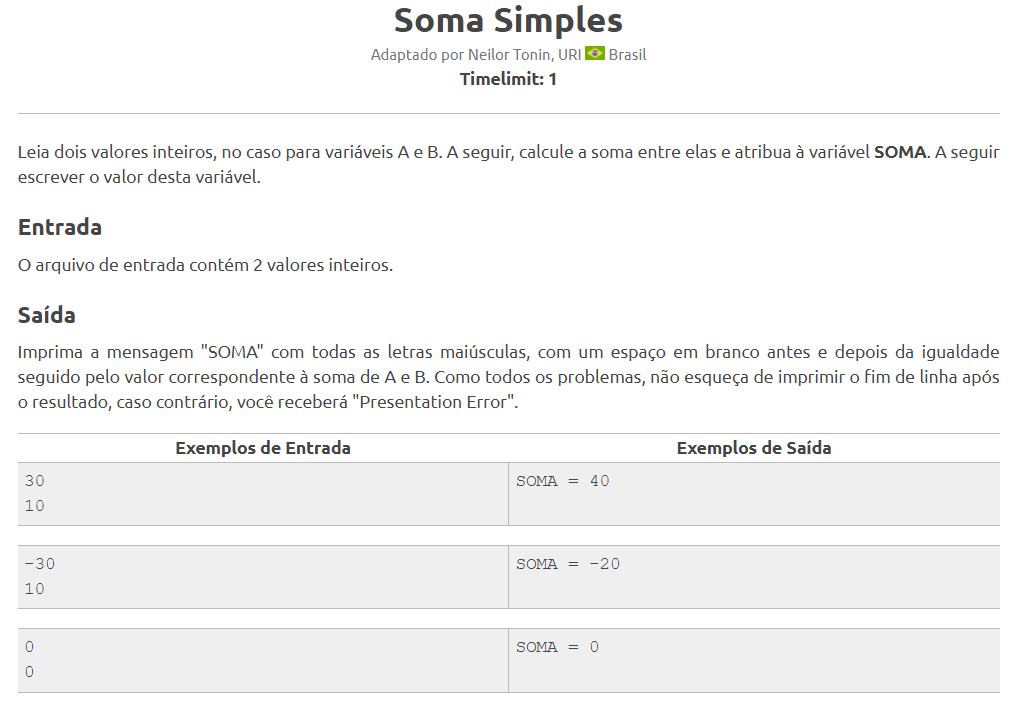 Soma Simples
Adaptado por Neilor Tonin, URI Brasil
Timelimit: 1
Leia dois valores inteiros, no caso para variáveis A e B. A seguir, calcule a soma entre elas e atribua à variável SOMA. A seguir
escrever o valor desta variável.
Entrada
O arquivo de entrada contém 2 valores inteiros.
Saída
Imprima a mensagem "SOMA" com todas as letras maiúsculas, com um espaço em branco antes e depois da igualdade
seguido pelo valor correspondente à soma de A e B. Como todos os problemas, não esqueça de imprimir o fim de linha após
o resultado, caso contrário, você receberá "Presentation Error".
Exemplos de Entrada Exemplos de Saída
30 SOMA = 40
10
-30 SOMA = -20
10
0 SOMA = 0
0